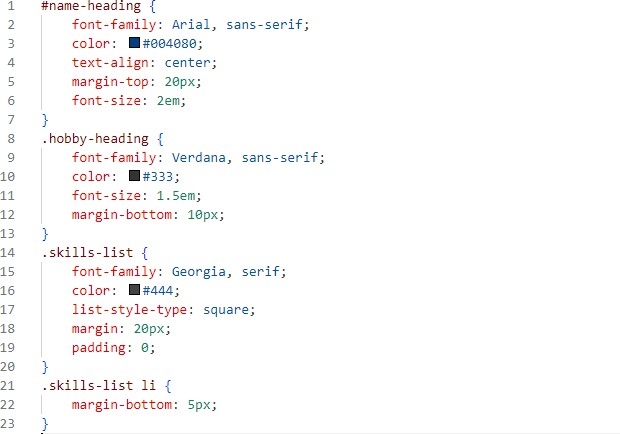 1 #name-heading {
2     font-family: Arial, sans-serif;
3     color: #004080;
4     text-align: center;
5     margin-top: 20px;
6     font-size: 2em;
7 }
8 .hobby-heading {
9     font-family: Verdana, sans-serif;
10     color: #333;
11     font-size: 1.5em;
12     margin-bottom: 10px;
13 }
14 .skills-list {
15     font-family: Georgia, serif;
16     color: #444;
17     list-style-type: square;
18     margin: 20px;
19     padding: 0;
20 }
21 .skills-list li {
22     margin-bottom: 5px;
23 }